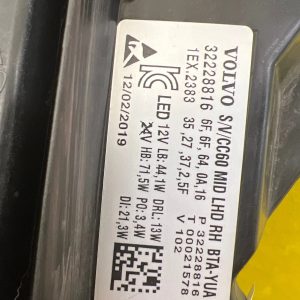 VOLVO S/V/CC60 MID LHD RH BTA-YUA
32228816 6F,6F,64,0A,16 P 32228816
1EX.2383 35,27,37,2,5F T 00021578
V 102
LED 12V LB:44,1W DRL:13W
24V HB:71,5W PO:3,4W
DI:21,3W
12/02/2019